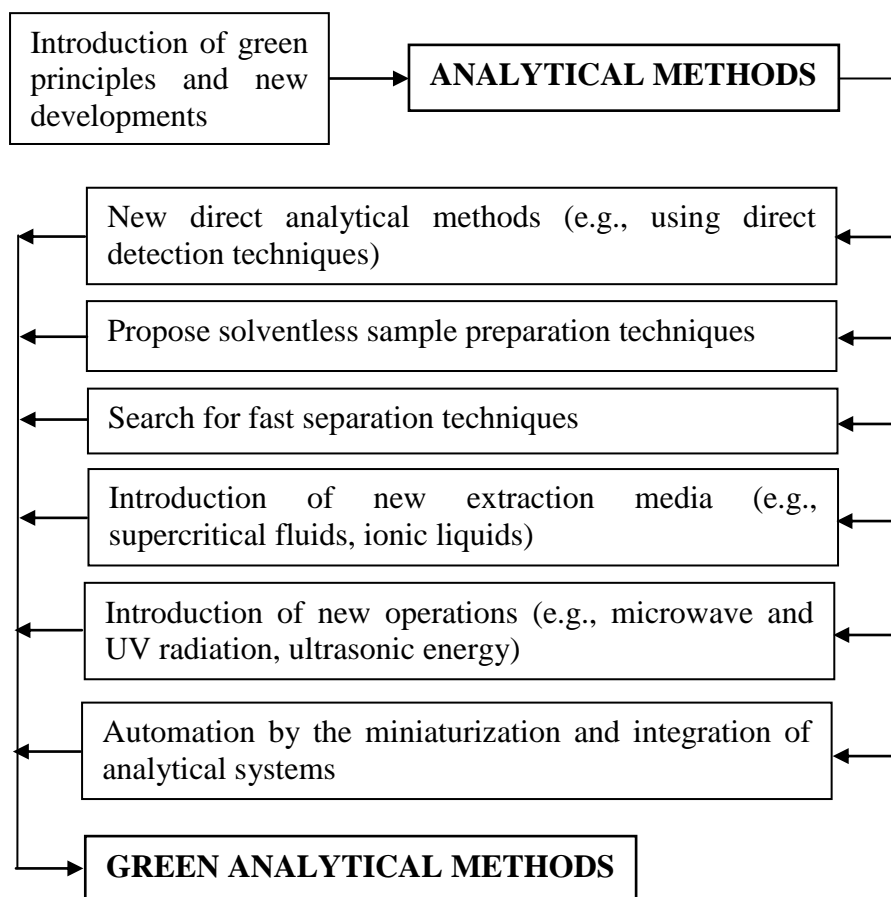 Introduction of green
principles and new
developments
ANALYTICAL METHODS
New direct analytical methods (e.g., using direct
detection techniques)
Propose solventless sample preparation techniques
Search for fast separation techniques
Introduction of new extraction media (e.g.,
supercritical fluids, ionic liquids)
Introduction of new operations (e.g., microwave and
UV radiation, ultrasonic energy)
Automation by the miniaturization and integration of
analytical systems
GREEN ANALYTICAL METHODS